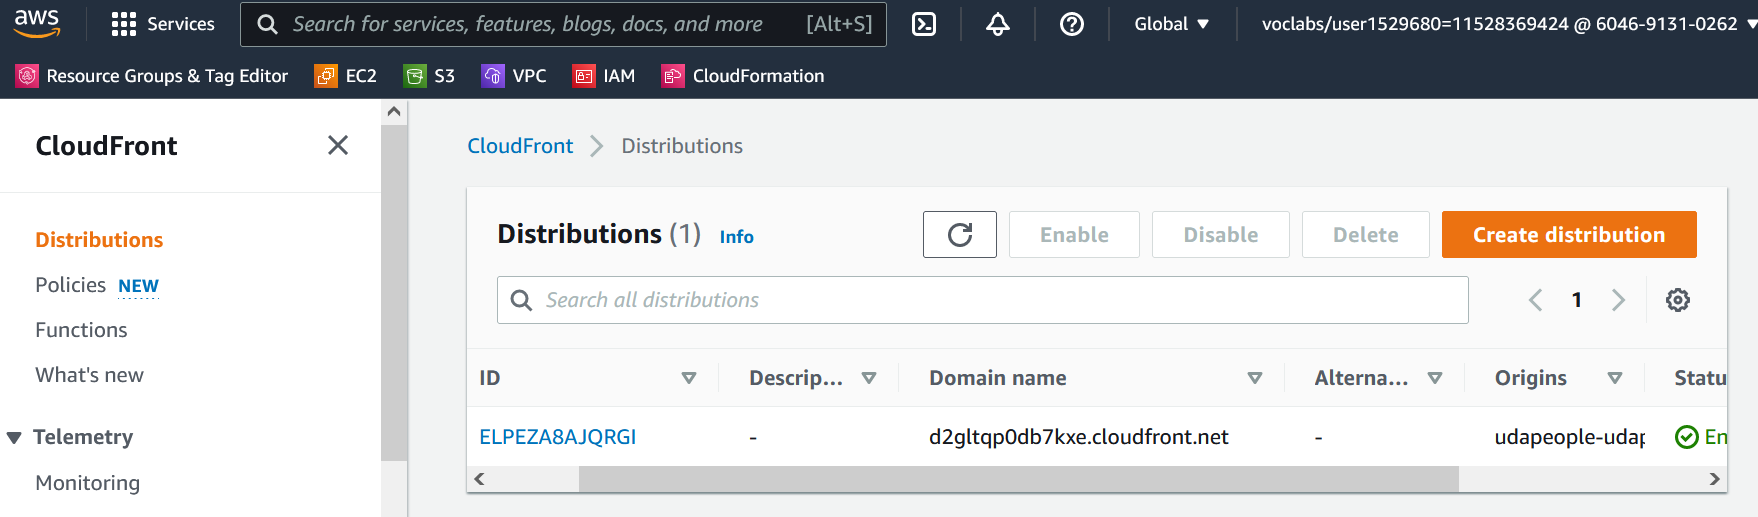 aws
Services
Search for services, features, blogs, docs, and more [Alt+S]
Global
voclabs/user1529680=11528369424 @ 6046-9131-0262
Resource Groups & Tag Editor
EC2
S3
VPC
IAM
CloudFormation
CloudFront
Distributions
Policies NEW
Functions
What's new
Telemetry
Monitoring
CloudFront > Distributions
Distributions (1) Info
Enable
Disable
Delete
Create distribution
Search all distributions
1
ID Descrip... Domain name Alterna... Origins Statu
ELPEZA8AJQRGI - d2gltqp0db7kxe.cloudfront.net - udapeople-udap En